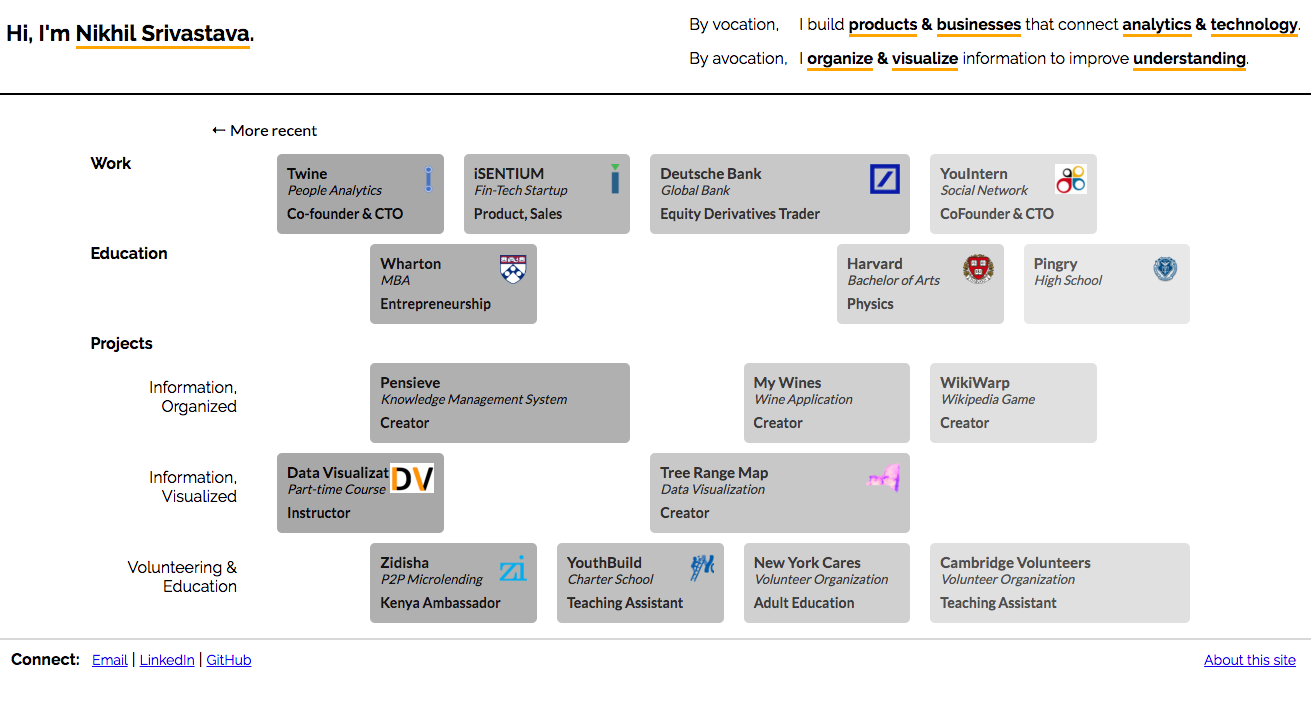 Hi, I'm Nikhil Srivastava.
By vocation, I build products & businesses that connect analytics & technology.
By avocation, I organize & visualize information to improve understanding.
← More recent
Work
Twine
People Analytics
Co-founder & CTO
iSENTIUM
Fin-Tech Startup
Product, Sales
Deutsche Bank
Global Bank
Equity Derivatives Trader
YouIntern
Social Network
CoFounder & CTO
Education
Wharton
MBA
Entrepreneurship
Harvard
Bachelor of Arts
Physics
Pingry
High School
Projects
Information,
Organized
Pensieve
Knowledge Management System
Creator
My Wines
Wine Application
Creator
WikiWarp
Wikipedia Game
Creator
Information,
Visualized
Data Visualizat
Part-time Course
Instructor
DV
Tree Range Map
Data Visualization
Creator
Volunteering &
Education
Zidisha
P2P Microlending
Kenya Ambassador
zi
YouthBuild
Charter School
Teaching Assistant
New York Cares
Volunteer Organization
Adult Education
Cambridge Volunteers
Volunteer Organization
Teaching Assistant
Connect: Email | LinkedIn | GitHub
About this site